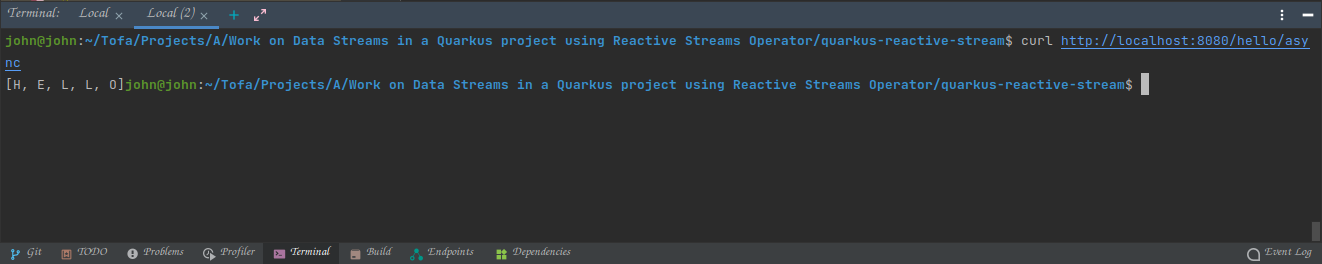 Terminal: Local × Local (2) × +
john@john:~/Tofa/Projects/A/Work on Data Streams in a Quarkus project using Reactive Streams Operator/quarkus-reactive-stream$ curl http://localhost:8080/hello/asy
nc
[H, E, L, L, O]john@john:~/Tofa/Projects/A/Work on Data Streams in a Quarkus project using Reactive Streams Operator/quarkus-reactive-stream$
Git TODO Problems Profiler Terminal Build Endpoints Dependencies Event Log